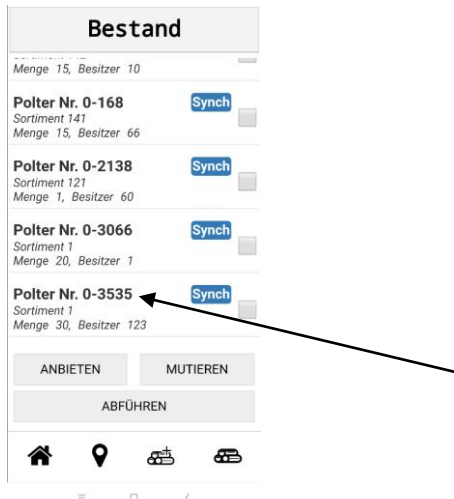 Bestand
Menge 15, Besitzer 10
Polter Nr. 0-168 Synch
Sortiment 141
Menge 15, Besitzer 66
Polter Nr. 0-2138 Synch
Sortiment 121
Menge 1, Besitzer 60
Polter Nr. 0-3066 Synch
Sortiment 1
Menge 20, Besitzer 1
Polter Nr. 0-3535 Synch
Sortiment 1
Menge 30, Besitzer 123
ANBIETEN MUTIEREN
ABFÜHREN